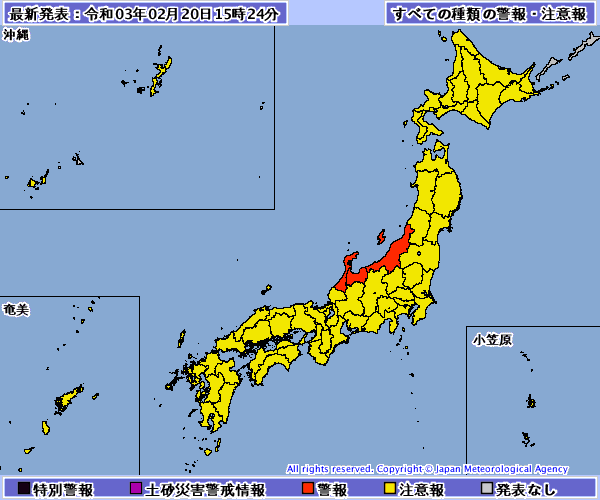 最新発表：令和03年02月20日15時24分
すべての種類の警報・注意報
沖縄
奄美
小笠原
All rights reserved. Copyright © Japan Meteorological Agency
特別警報 土砂災害警戒情報 警報 注意報 発表なし